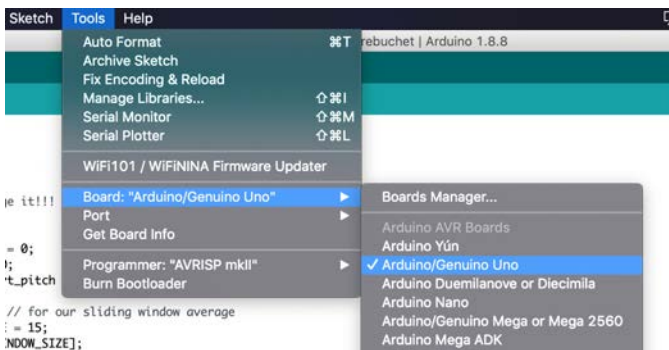 Sketch Tools Help
rebuchet | Arduino 1.8.8
Auto Format ⌘T
Archive Sketch
Fix Encoding & Reload
Manage Libraries... ⇧⌘I
Serial Monitor ⇧⌘M
Serial Plotter ⇧⌘L
WiFi101 / WiFiNINA Firmware Updater
Board: "Arduino/Genuino Uno"
Port
Get Board Info
Programmer: "AVRISP mkII"
Burn Bootloader
Boards Manager...
Arduino AVR Boards
Arduino Yún
✓ Arduino/Genuino Uno
Arduino Duemilanove or Diecimila
Arduino Nano
Arduino/Genuino Mega or Mega 2560
Arduino Mega ADK
e it!!!
= 0;
t_pitch
// for our sliding window average
= 15;
NDOW_SIZE];